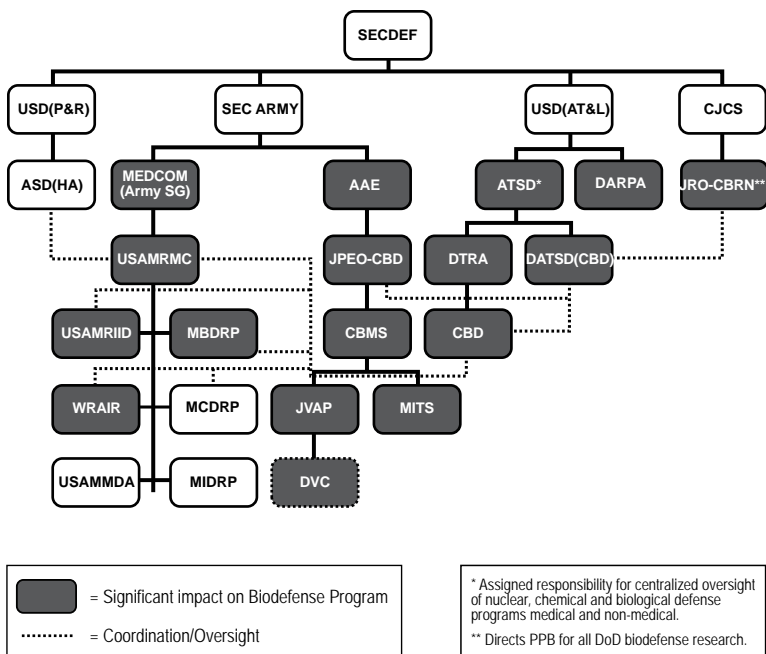 SECDEF
USD(P&R)
SEC ARMY
USD(AT&L)
CJCS
ASD(HA)
MEDCOM
(Army SG)
AAE
ATSD*
DARPA
JRO-CBRN**
USAMRMC
JPEO-CBD
DTRA
DATSD(CBD)
USAMRIID
MBDRP
CBMS
CBD
WRAIR
MCDRP
JVAP
MITS
USAMMDA
MIDRP
DVC
= Significant impact on Biodefense Program
= Coordination/Oversight
* Assigned responsibility for centralized oversight
of nuclear, chemical and biological defense
programs medical and non-medical.
** Directs PPB for all DoD biodefense research.